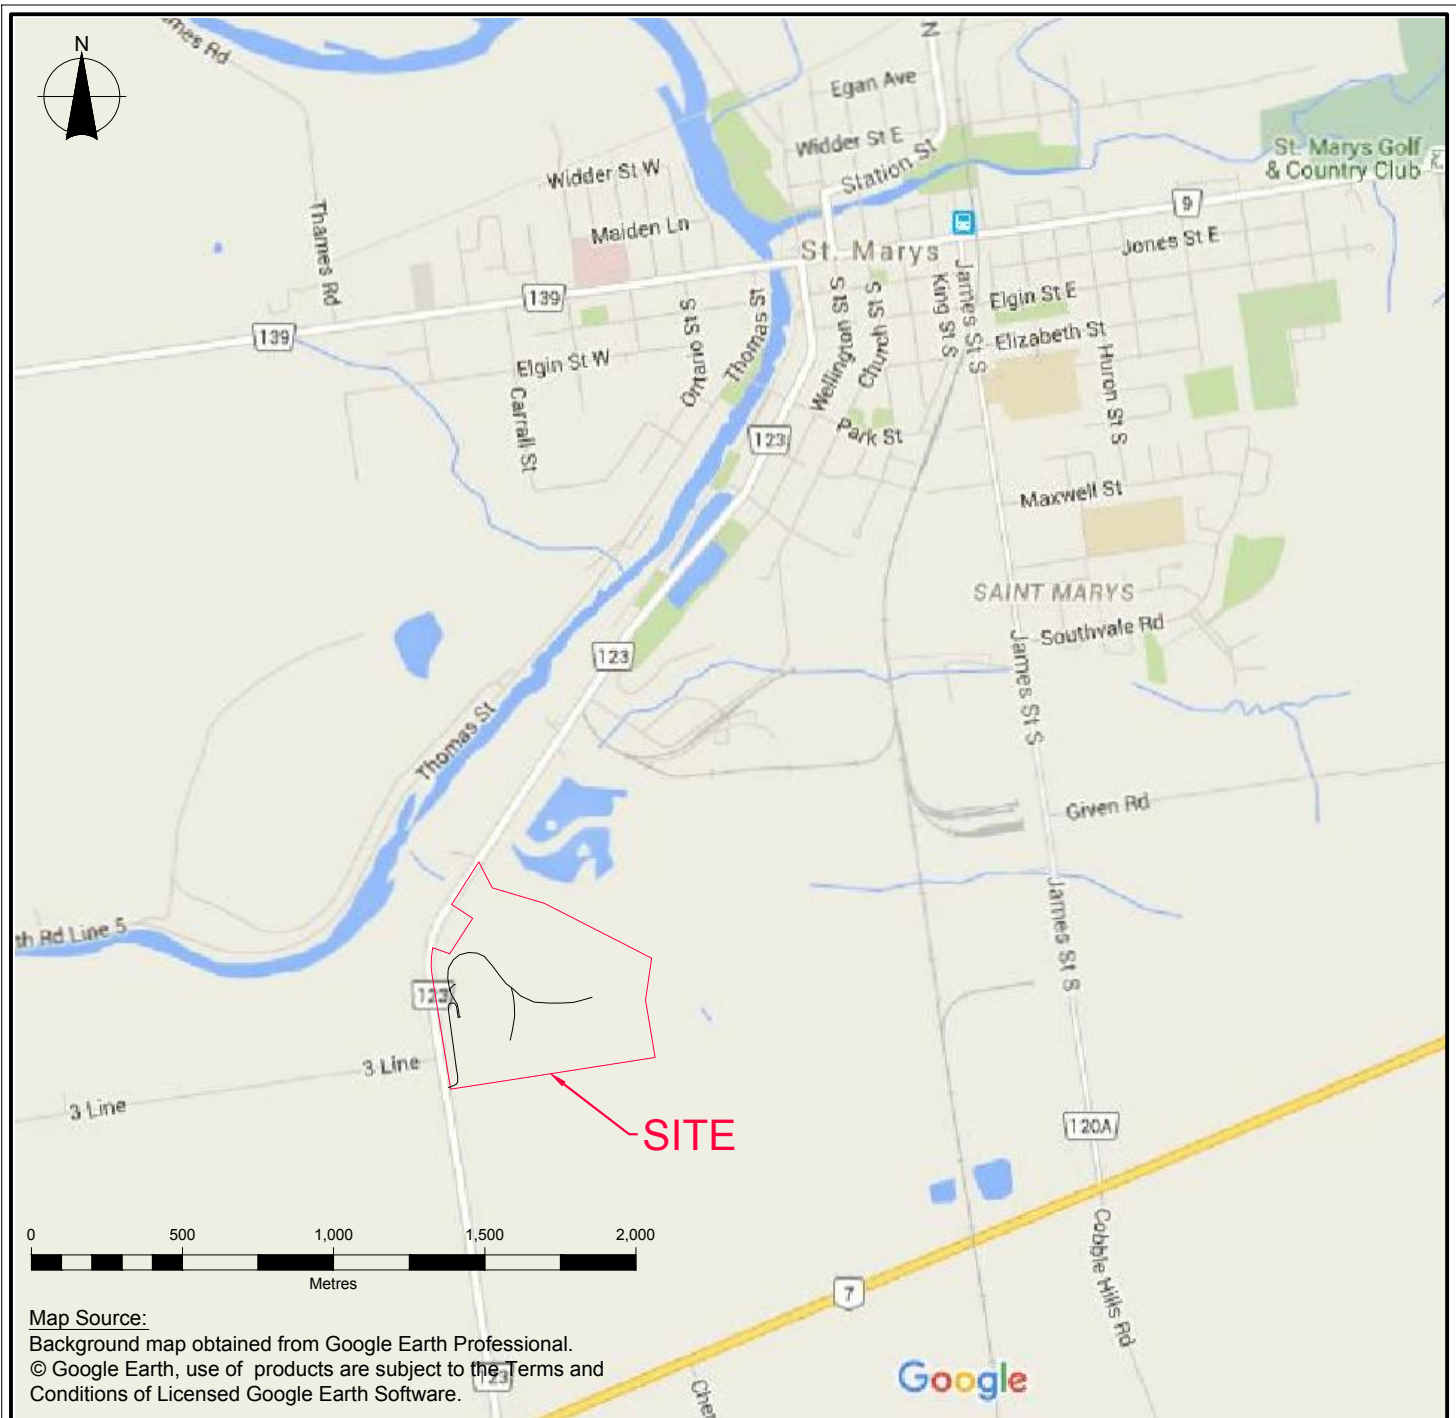 N
Thames Rd
N
Egan Ave
Widder St E
Station St
St. Marys Golf
& Country Club
Widder St W
Maiden Ln
9
Jones St E
Thames Rd
St. Marys
139
139
Elgin St W
Carrall St
Ontario St S
Thomas St
Wellington St S
Church St S
King St S
James St S
Elgin St E
Elizabeth St
Huron St S
123
Park St
Maxwell St
SAINT MARYS
Southvale Rd
123
James St S
Thomas St
Given Rd
James St S
th Rd Line 5
123
3 Line
3 Line
SITE
120A
Cobble Hills Rd
7
123
0 500 1,000 1,500 2,000
Metres
Map Source:
Background map obtained from Google Earth Professional.
© Google Earth, use of products are subject to the Terms and
Conditions of Licensed Google Earth Software.
Google